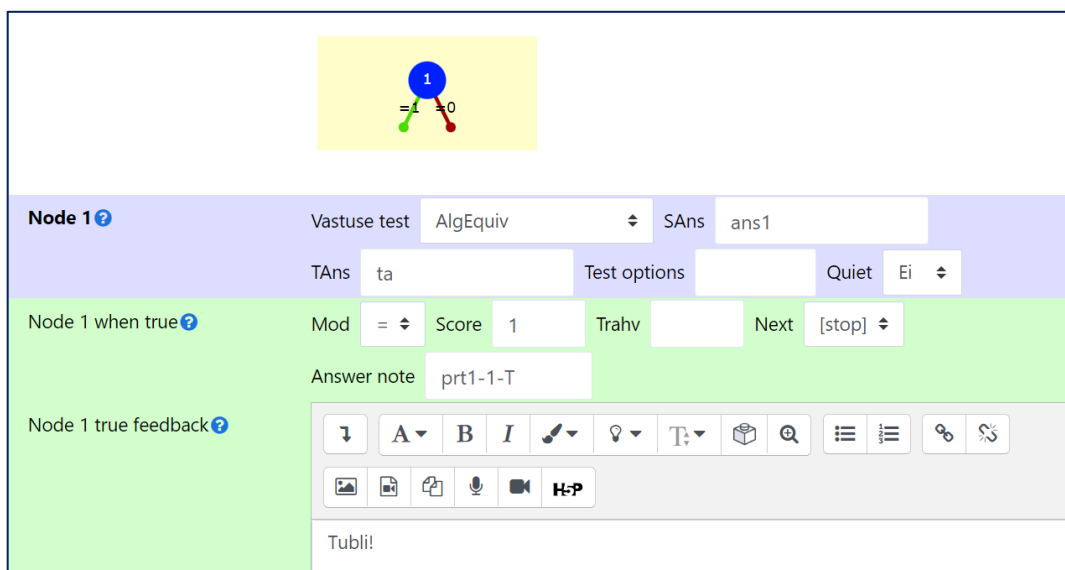 1
=1 =0
Node 1
Vastuse test AlgEquiv SAns ans1
TAns ta Test options Quiet Ei
Node 1 when true Mod = Score 1 Trahv Next [stop]
Answer note prt1-1-T
Node 1 true feedback
A B I T
H5P
Tubli!